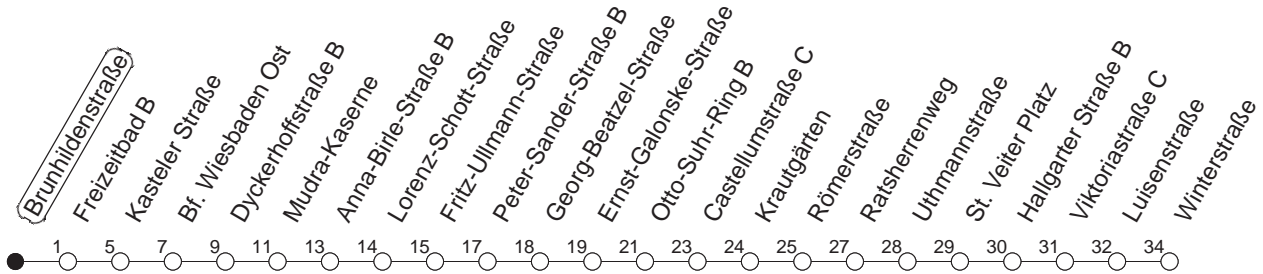 Brunhildenstraße
Freizeitbad B
Kasteler Straße
Bf. Wiesbaden Ost
Dyckerhoffstraße B
Mudra-Kaserne
Anna-Birle-Straße B
Lorenz-Schott-Straße
Fritz-Ullmann-Straße
Peter-Sander-Straße B
Georg-Beatzel-Straße
Ernst-Galonske-Straße
Otto-Suhr-Ring B
Castellumstraße C
Krautgärten
Römerstraße
Ratsherrenweg
Uthmannstraße
St. Veiter Platz
Hallgarter Straße B
Viktoriastraße C
Luisenstraße
Winterstraße
1 5 7 9 11 13 14 15 17 18 19 21 23 24 25 27 28 29 30 31 32 34